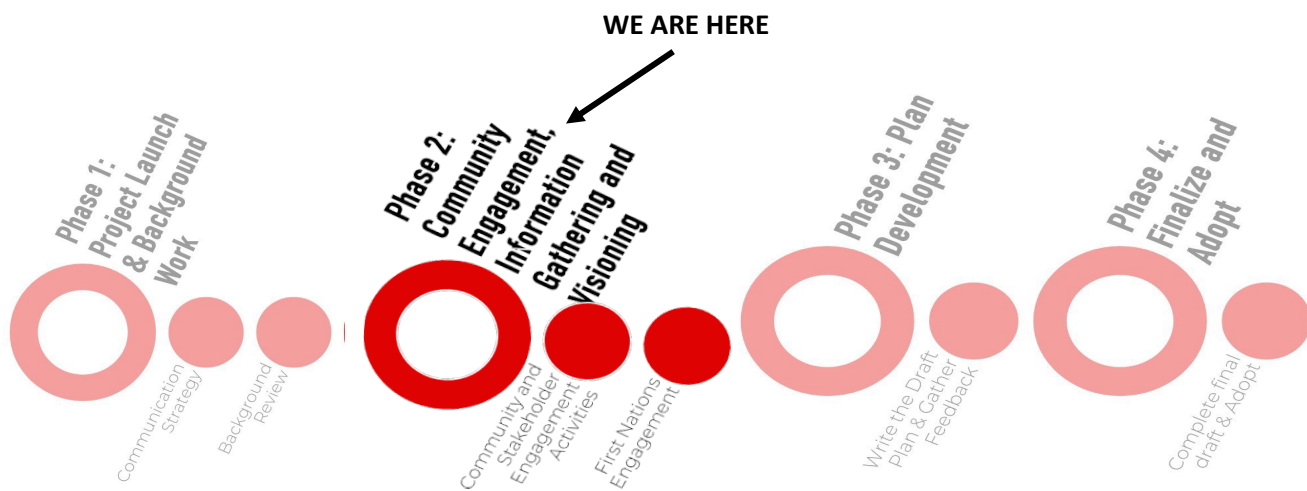 WE ARE HERE
Phase 1:
Project Launch
& Background
Work
Communication
Strategy
Background
Review
Phase 2:
Community
Engagement,
Information
Gathering and
Visioning
Community and
Stakeholder
Engagement
Activities
First Nations
Engagement
Phase 3: Plan
Development
Write the Draft
Plan & Gather
Feedback
Phase 4:
Finalize and
Adopt
Complete final
draft & Adopt